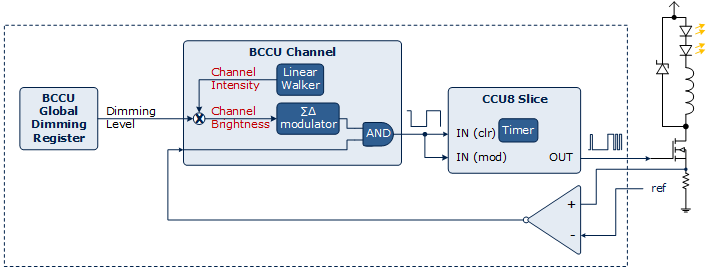 BCCU Channel
Channel
Intensity
Linear
Walker
BCCU
Global
Dimming
Register
Dimming
Level
Channel
Brightness
ΣΔ
modulator
AND
CCU8 Slice
IN (clr)
Timer
IN (mod)
OUT
+
-
ref